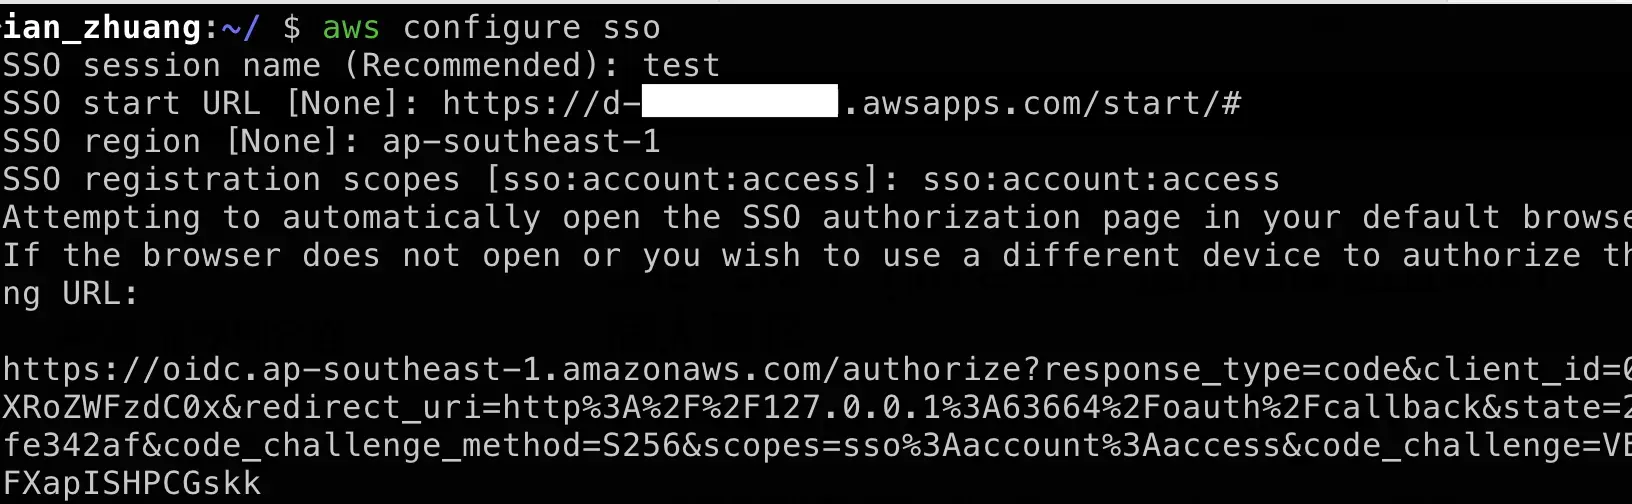 ian_zhuang:~/ $ aws configure sso
SSO session name (Recommended): test
SSO start URL [None]: https://d- .awsapps.com/start/#
SSO region [None]: ap-southeast-1
SSO registration scopes [sso:account:access]: sso:account:access
Attempting to automatically open the SSO authorization page in your default browse
If the browser does not open or you wish to use a different device to authorize th
ng URL:
https://oidc.ap-southeast-1.amazonaws.com/authorize?response_type=code&client_id=0
XRoZWFzdC0x&redirect_uri=http%3A%2F%2F127.0.0.1%3A63664%2Foauth%2Fcallback&state=2
fe342af&code_challenge_method=S256&scopes=sso%3Aaccount%3Aaccess&code_challenge=VE
FXapISHPCGskk